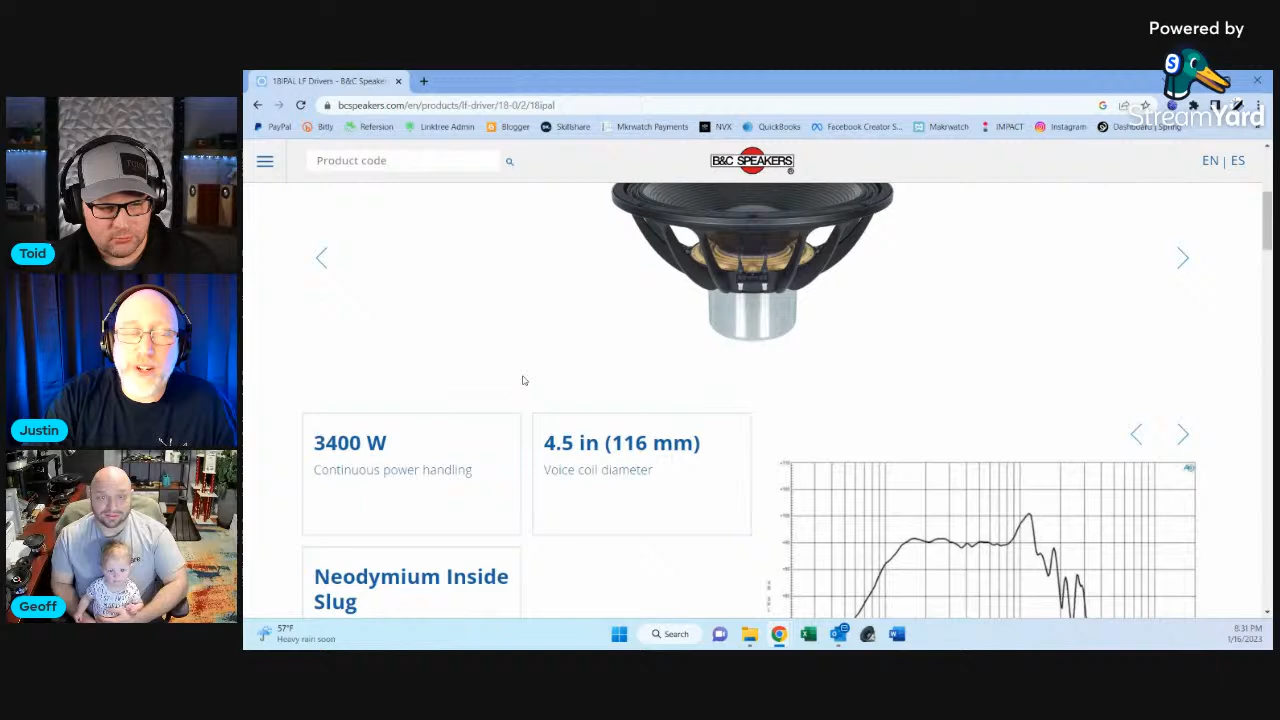 Powered by
StreamYard
18IPAL LF Drivers - B&C Speake
bcspeakers.com/en/products/lf-driver/18-0/2/18ipal
PayPal
Bitly
Refersion
Linktree Admin
Blogger
Skillshare
Mkrwatch Payments
NVX
QuickBooks
Facebook Creator S...
Makrwatch
IMPACT
Instagram
Dashboard | Spring
Product code
B&C SPEAKERS
EN | ES
3400 W
Continuous power handling
4.5 in (116 mm)
Voice coil diameter
Neodymium Inside
Slug
Toid
Justin
Geoff
57°F
Heavy rain soon
Search
8:31 PM
1/16/2023